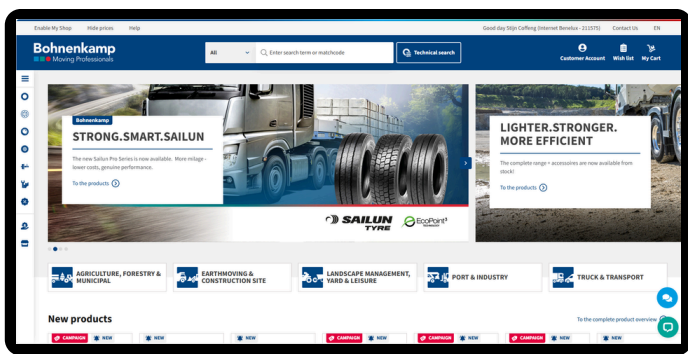 Enable My Shop Hide prices Help Good day Stijn Coffeng (Internet Benelux - 211575) Contact Us EN
Bohnenkamp
Moving Professionals
All Enter search term or matchcode Technical search Customer Account Wish list My Cart
Bohnenkamp
STRONG.SMART.SAILUN
The new Sailun Pro Series is now available. More milage -
lower costs, genuine performance.
To the products
SAILUN
TYRE
EcoPoint³
TECHNOLOGY
LIGHTER.STRONGER.
MORE EFFICIENT
The complete range + accessoires are now available from
stock!
To the products
AGRICULTURE, FORESTRY &
MUNICIPAL
EARTHMOVING &
CONSTRUCTION SITE
LANDSCAPE MANAGEMENT,
YARD & LEISURE
PORT & INDUSTRY
TRUCK & TRANSPORT
New products To the complete product overview
CAMPAIGN NEW NEW NEW CAMPAIGN NEW CAMPAIGN NEW CAMPAIGN NEW NEW